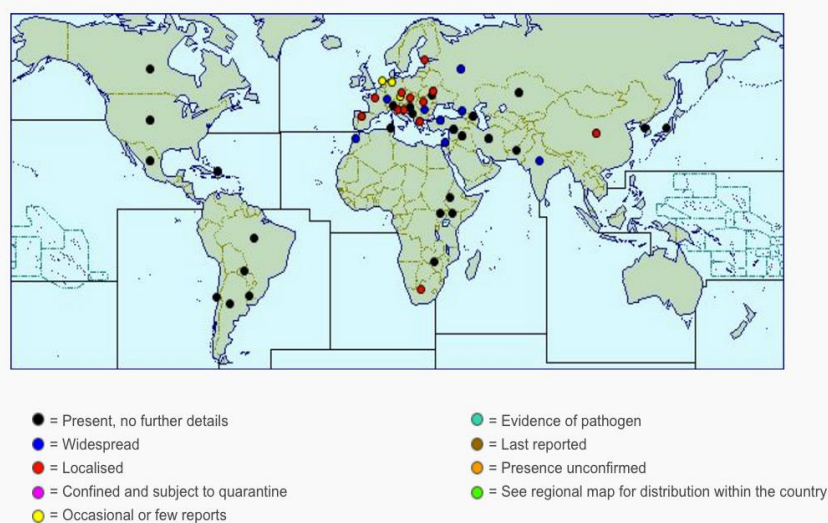 = Present, no further details
= Widespread
= Localised
= Confined and subject to quarantine
= Occasional or few reports
= Evidence of pathogen
= Last reported
= Presence unconfirmed
= See regional map for distribution within the country